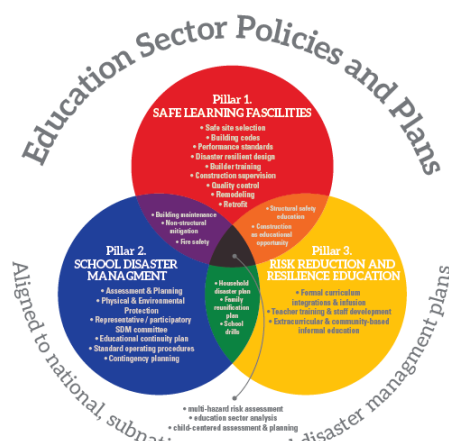 Education Sector Policies and Plans
Pillar 1.
SAFE LEARNING FASCILITIES
• Safe site selection
• Building codes
• Performance standards
• Disaster resilient design
• Builder training
• Construction supervision
• Quality control
• Remodeling
• Retrofit
• Building maintenance
• Non-structural
mitigation
• Fire safety
• Structural safety
education
• Construction
as educational
opportunity
Pillar 2.
SCHOOL DISASTER
MANAGMENT
• Assessment & Planning
• Physical & Environmental
Protection
• Representative / participatory
SDM committee
• Educational continuity plan
• Standard operating procedures
• Contingency planning
• Household
disaster plan
• Family
reunification
plan
• School
drills
Pillar 3.
RISK REDUCTION AND
RESILIENCE EDUCATION
• Formal curriculum
integrations & infusion
• Teacher training & staff development
• Extracurricular & community-based
informal education
• multi-hazard risk assessment
• education sector analysis
• child-centered assessment & planning
Aligned to national, subnat
disaster managment plans